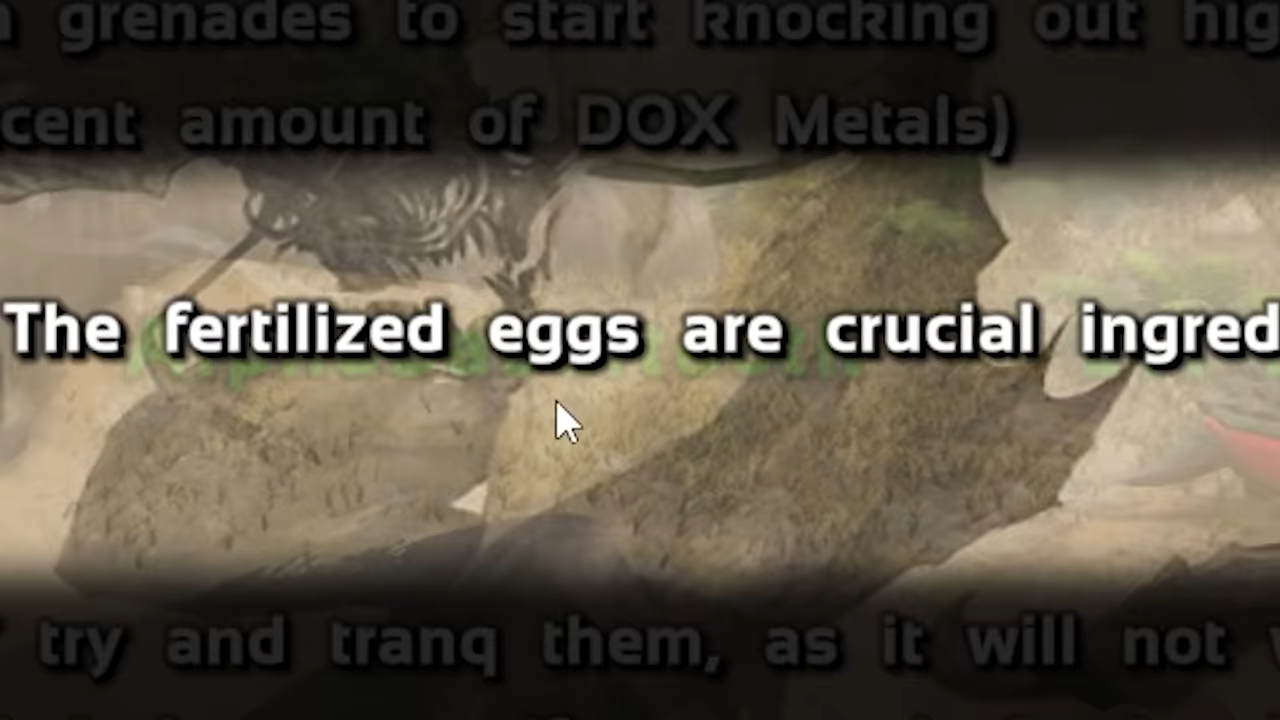 grenades to start knocking out hig
cent amount of DOX Metals)
The fertilized eggs are crucial ingred
try and tranq them, as it will not